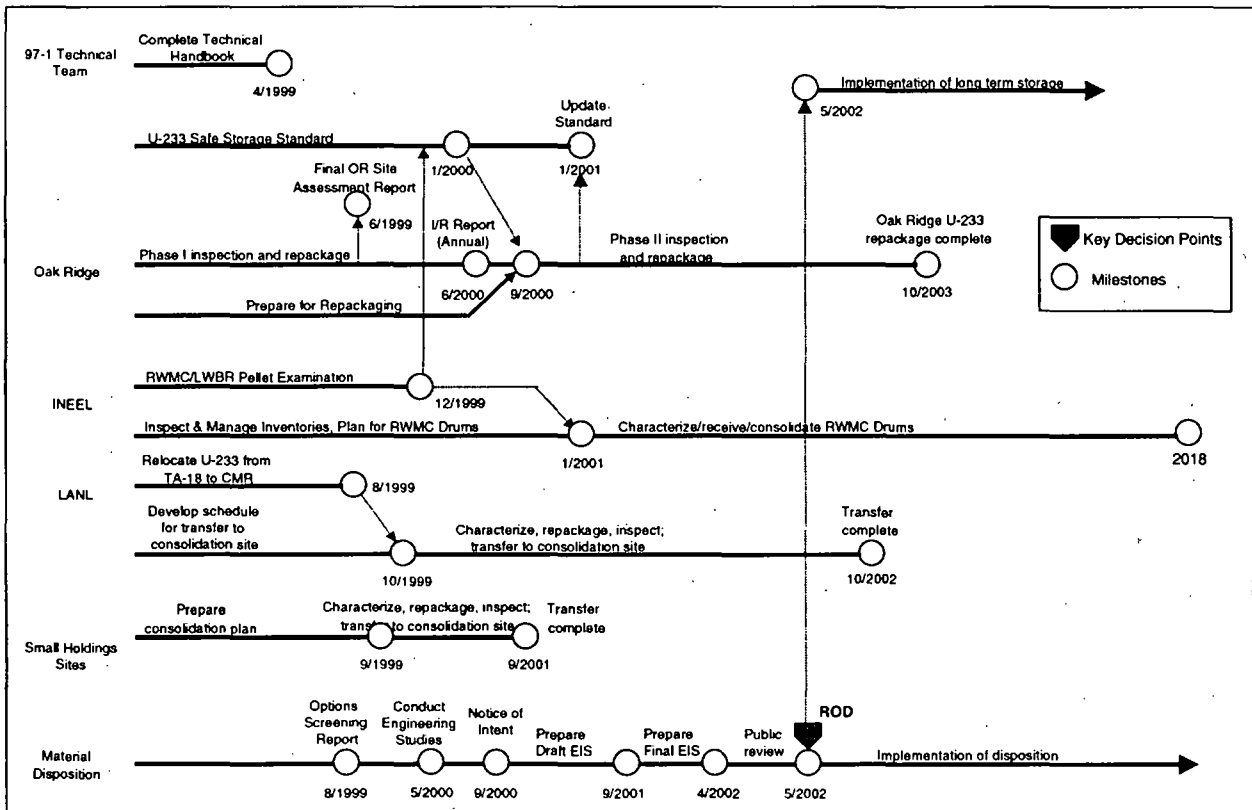 Complete Technical
Handbook
97-1 Technical
Team
4/1999
Implementation of long term storage
5/2002
Update
Standard
U-233 Safe Storage Standard
1/2000
1/2001
Final OR Site
Assessment Report
6/1999
I/R Report
(Annual)
Phase I inspection and repackage
Phase II inspection
and repackage
Oak Ridge U-233
repackage complete
Oak Ridge
6/2000
9/2000
10/2003
Prepare for Repackaging
Key Decision Points
Milestones
RWMC/LWBR Pellet Examination
12/1999
INEEL
Inspect & Manage Inventories, Plan for RWMC Drums
Characterize/receive/consolidate RWMC Drums
1/2001
2018
Relocate U-233 from
TA-18 to CMR
8/1999
LANL
Develop schedule
for transfer to
consolidation site
Characterize, repackage, inspect;
transfer to consolidation site
Transfer
complete
10/1999
10/2002
Prepare
consolidation plan
Characterize, repackage, inspect;
transfer to consolidation site
Transfer
complete
Small Holdings
Sites
9/1999
9/2001
Options
Screening
Report
Conduct
Engineering
Studies
Notice of
Intent
Prepare
Draft EIS
Prepare
Final EIS
Public
review
ROD
Material
Disposition
Implementation of disposition
8/1999
5/2000
9/2000
9/2001
4/2002
5/2002